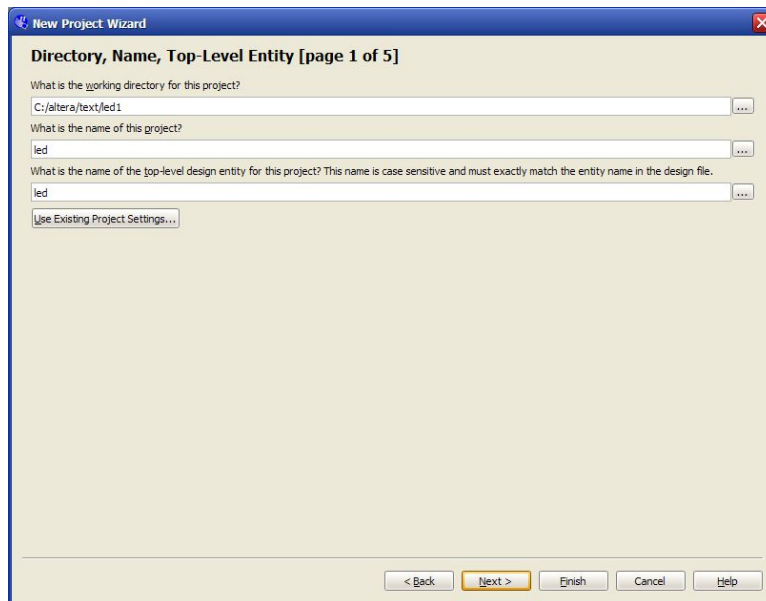 New Project Wizard
Directory, Name, Top-Level Entity [page 1 of 5]
What is the working directory for this project?
C:/altera/text/led1
...
What is the name of this project?
led
...
What is the name of the top-level design entity for this project? This name is case sensitive and must exactly match the entity name in the design file.
led
...
Use Existing Project Settings...
< Back Next > Finish Cancel Help